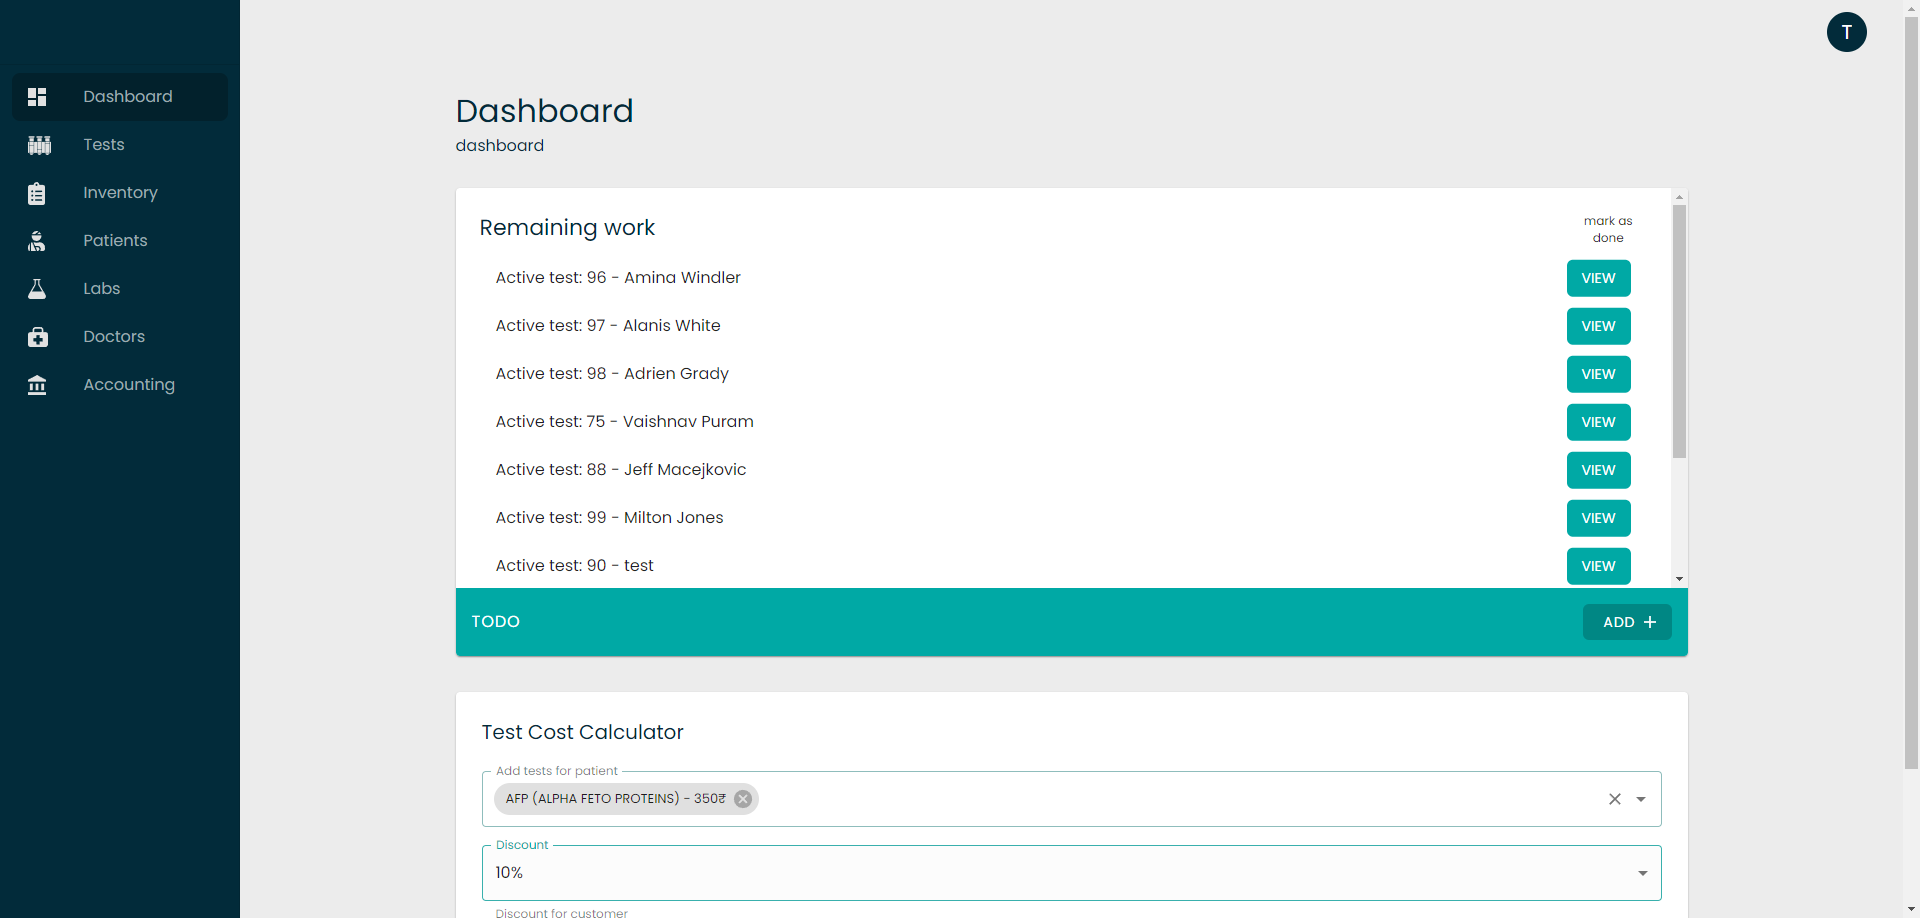 T
Dashboard
Tests
Inventory
Patients
Labs
Doctors
Accounting
Dashboard
dashboard
Remaining work
mark as
done
Active test: 96 - Amina Windler
VIEW
Active test: 97 - Alanis White
VIEW
Active test: 98 - Adrien Grady
VIEW
Active test: 75 - Vaishnav Puram
VIEW
Active test: 88 - Jeff Macejkovic
VIEW
Active test: 99 - Milton Jones
VIEW
Active test: 90 - test
VIEW
TODO
ADD +
Test Cost Calculator
Add tests for patient
AFP (ALPHA FETO PROTEINS) - 350₹
Discount
10%
Discount for customer